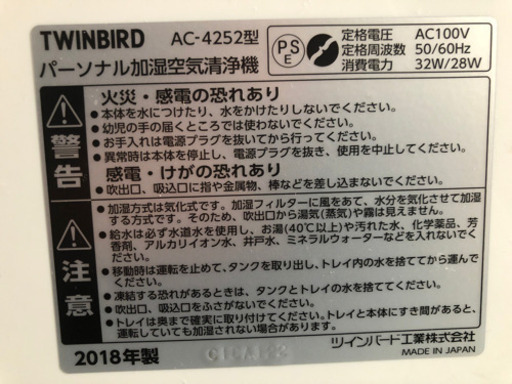 TWINBIRD AC-4252型
パーソナル加湿空気清浄機
PS
E
定格電圧 AC100V
定格周波数 50/60Hz
消費電力 32W/28W
警告
火災・感電の恐れあり
●本体を水につけたり、水をかけたりしないでください。
●幼児の手の届くところでは使わないでください。
●お手入れは電源プラグを抜いてから行ってください。
●異常時は本体を停止し、電源プラグを抜き、使用を中止してください。
感電・けがの恐れあり
●吹出口、吸込口に指や金属物、棒などを差し込まないでください。
注意
●加湿方式は気化式です。加湿フィルターに風をあて、水分を気化させて加湿
する方式です。そのため、吹出口から湯気(蒸気)や霧は見えません。
●給水は必ず水道水を使用し、お湯(40℃以上)や汚れた水、化学薬品、芳
香剤、アルカリイオン水、井戸水、ミネラルウォーターなどを入れないでく
ださい。
●移動時は運転を止めて、タンクを取り出し、トレイ内の水を捨ててから運んで
ください。
●凍結する恐れがあるときは、タンクとトレイの水を捨ててください。
●吹出口、吸込口をふさがないでください。
●トレイは奥まで確実に取り付けてください。トレイと本体にすき間があると、
運転していても加湿されない場合があります。
2018年製
ツインバード工業株式会社
MADE IN JAPAN